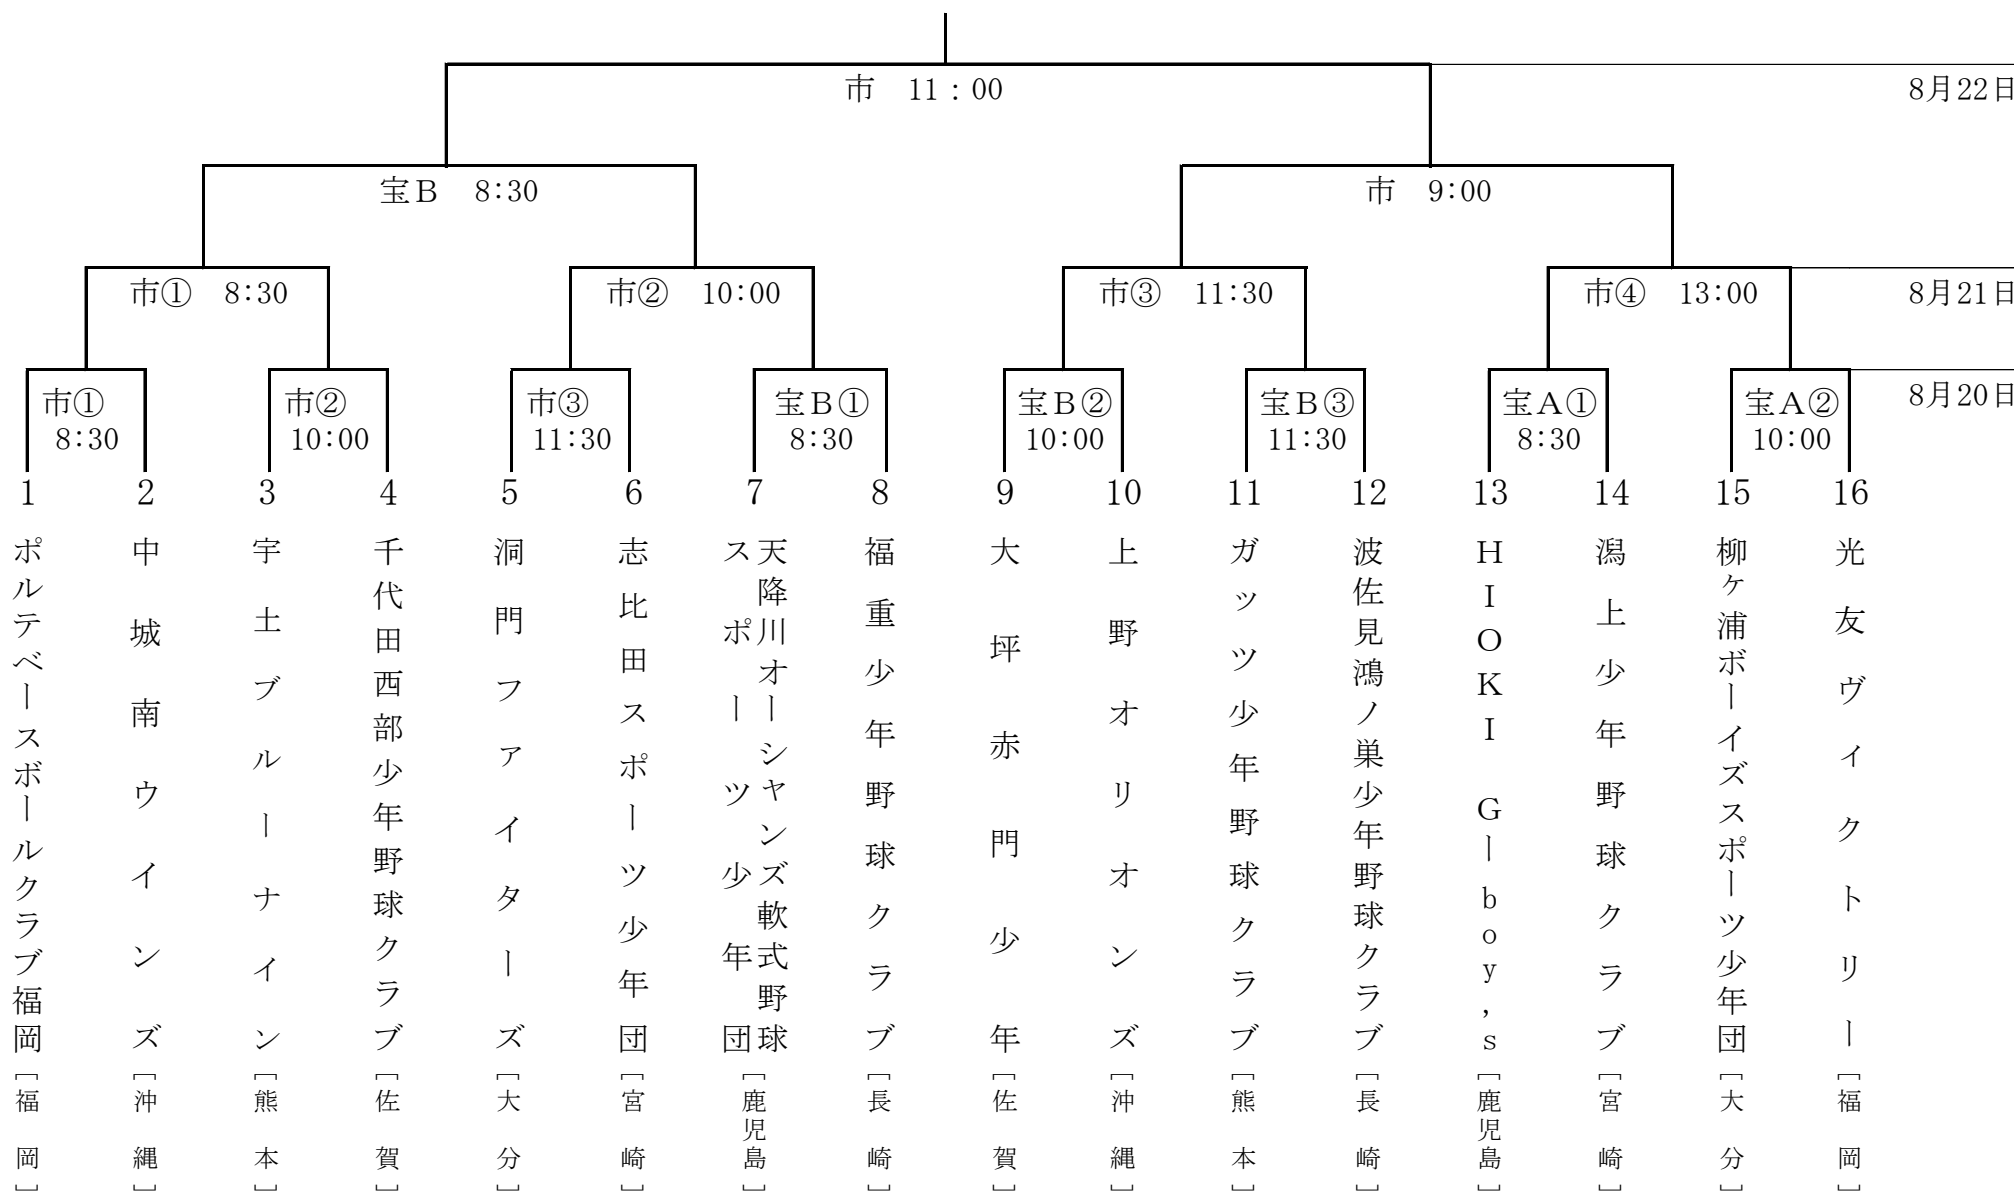 市　11：00
8月22日
宝Ｂ　8:30
市　9:00
市①　8:30
市②　10:00
市③　11:30
市④　13:00
8月21日
市①
8:30
市②
10:00
市③
11:30
宝Ｂ①
8:30
宝Ｂ②
10:00
宝Ｂ③
11:30
宝Ａ①
8:30
宝Ａ②
10:00
8月20日
1
2
3
4
5
6
7
8
9
10
11
12
13
14
15
16
ポルテベースボールクラブ福岡［福岡］
中城南ウインズ［沖縄］
宇土ブルーナイン［熊本］
千代田西部少年野球クラブ［佐賀］
洞門ファイターズ［大分］
志比田スポーツ少年団［宮崎］
天降川オーシャンズ軟式野球
スポーツ少年団
［鹿児島］
福重少年野球クラブ［長崎］
大坪赤門少年［佐賀］
上野オリオンズ［沖縄］
ガッツ少年野球クラブ［熊本］
波佐見鴻ノ巣少年野球クラブ［長崎］
ＨＩＯＫＩ　Ｇーｂｏｙ，ｓ［鹿児島］
潟上少年野球クラブ［宮崎］
柳ヶ浦ボーイズスポーツ少年団［大分］
光友ヴィクトリー［福岡］